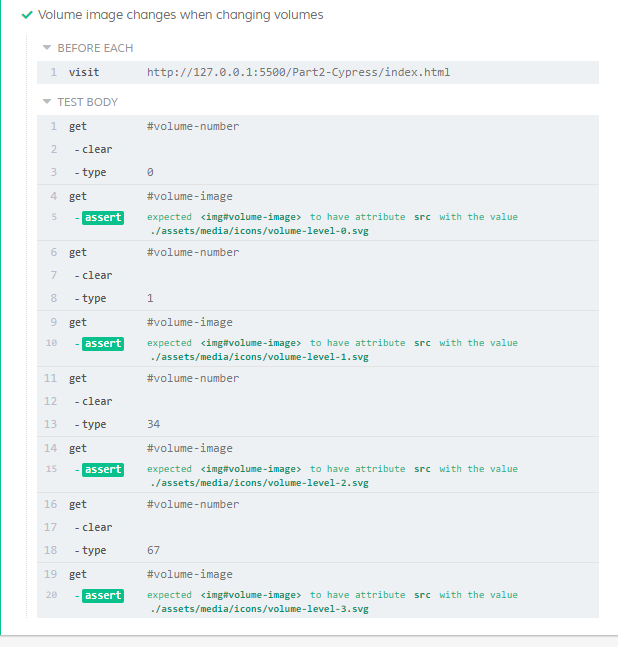 Volume image changes when changing volumes
BEFORE EACH
1 visit http://127.0.0.1:5500/Part2-Cypress/index.html
TEST BODY
1 get #volume-number
2 - clear
3 - type 0
4 get #volume-image
5 - assert expected <img#volume-image> to have attribute src with the value
./assets/media/icons/volume-level-0.svg
6 get #volume-number
7 - clear
8 - type 1
9 get #volume-image
10 - assert expected <img#volume-image> to have attribute src with the value
./assets/media/icons/volume-level-1.svg
11 get #volume-number
12 - clear
13 - type 34
14 get #volume-image
15 - assert expected <img#volume-image> to have attribute src with the value
./assets/media/icons/volume-level-2.svg
16 get #volume-number
17 - clear
18 - type 67
19 get #volume-image
20 - assert expected <img#volume-image> to have attribute src with the value
./assets/media/icons/volume-level-3.svg